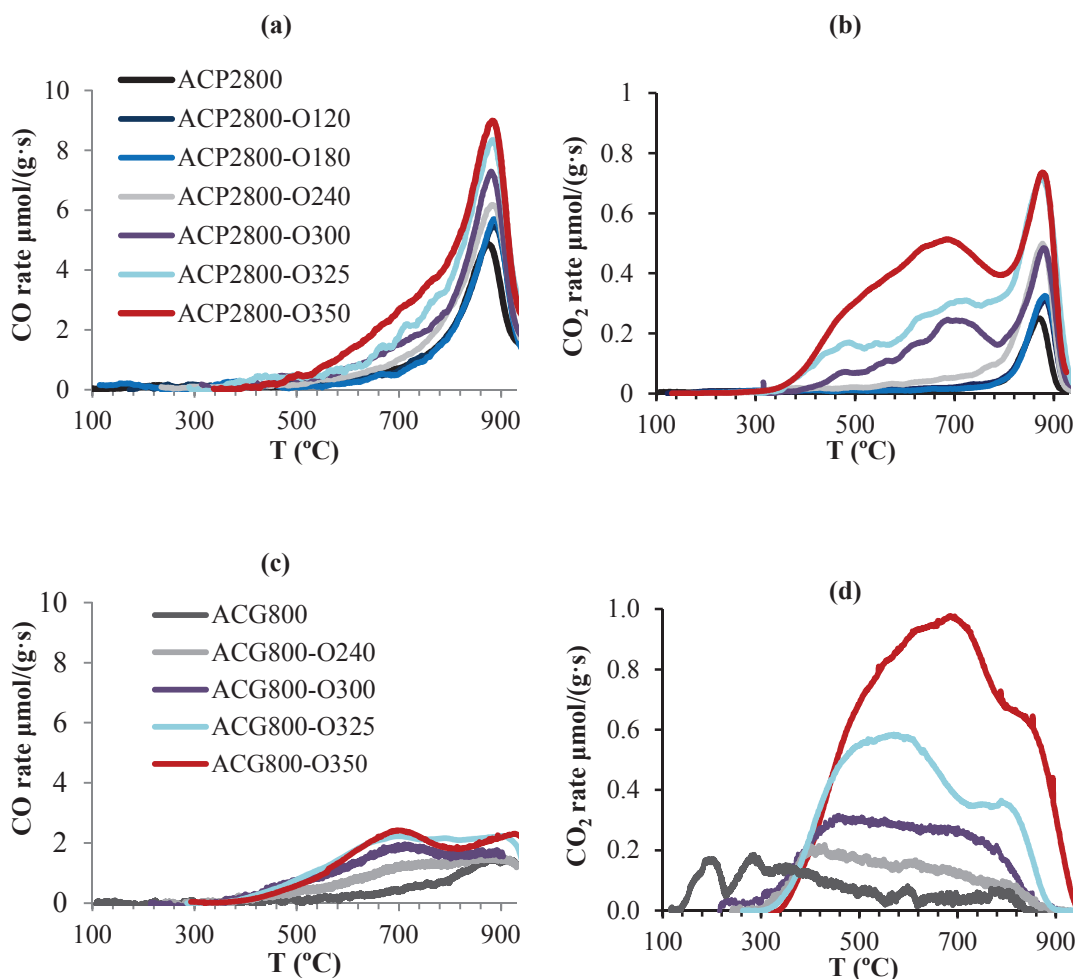 (a)
10
8
6
4
2
0
CO rate µmol/(g·s)
ACP2800
ACP2800-O120
ACP2800-O180
ACP2800-O240
ACP2800-O300
ACP2800-O325
ACP2800-O350
100 300 500 700 900
T (ºC)
(b)
1
0.8
0.6
0.4
0.2
0
CO₂ rate µmol/(g·s)
100 300 500 700 900
T (ºC)
(c)
10
8
6
4
2
0
CO rate µmol/(g·s)
ACG800
ACG800-O240
ACG800-O300
ACG800-O325
ACG800-O350
100 300 500 700 900
T (ºC)
(d)
1.0
0.8
0.6
0.4
0.2
0.0
CO₂ rate µmol/(g·s)
100 300 500 700 900
T (ºC)